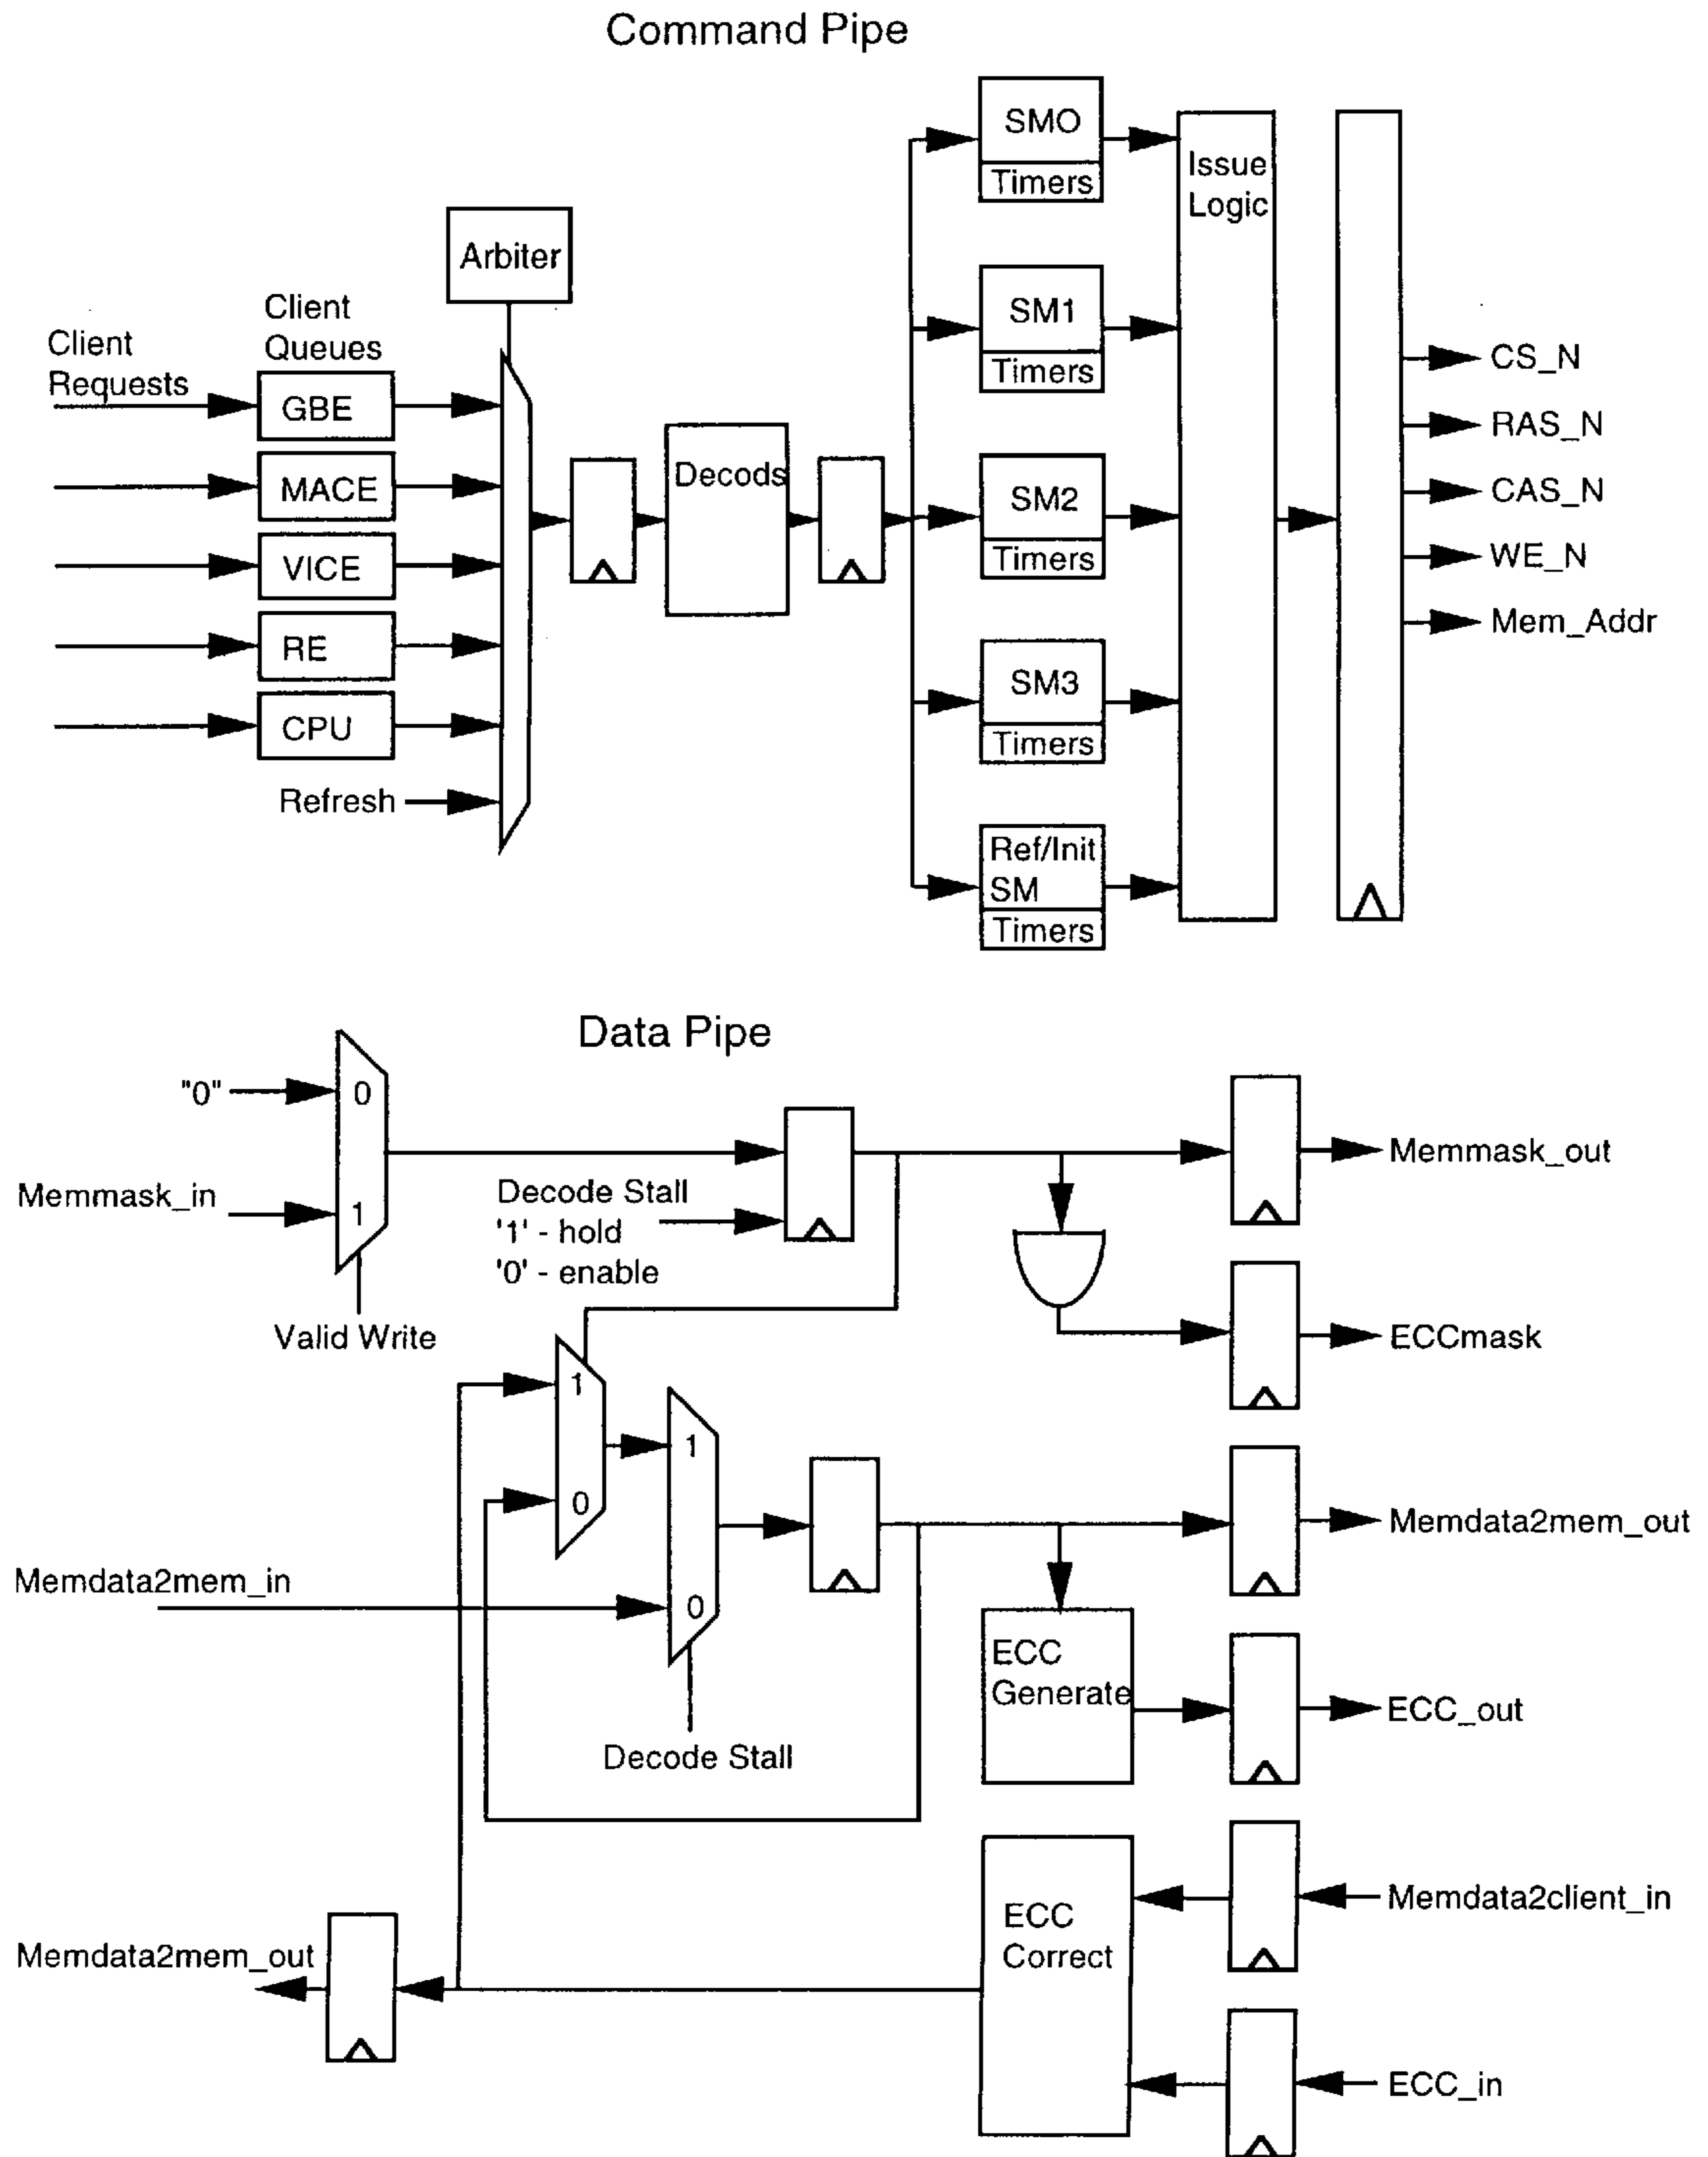 Command Pipe
SMO
Timers
Issue
Logic
Arbiter
SM1
Timers
Client
Requests
Client
Queues
GBE
MACE
VICE
RE
CPU
Refresh
Decods
SM2
Timers
SM3
Timers
Ref/Init
SM
Timers
CS_N
RAS_N
CAS_N
WE_N
Mem_Addr
Data Pipe
"0"
0
Memmask_in
1
Valid Write
Decode Stall
'1' - hold
'0' - enable
Memmask_out
ECCmask
1
0
1
0
Memdata2mem_in
Decode Stall
Memdata2mem_out
ECC
Generate
ECC_out
ECC
Correct
Memdata2client_in
Memdata2mem_out
ECC_in